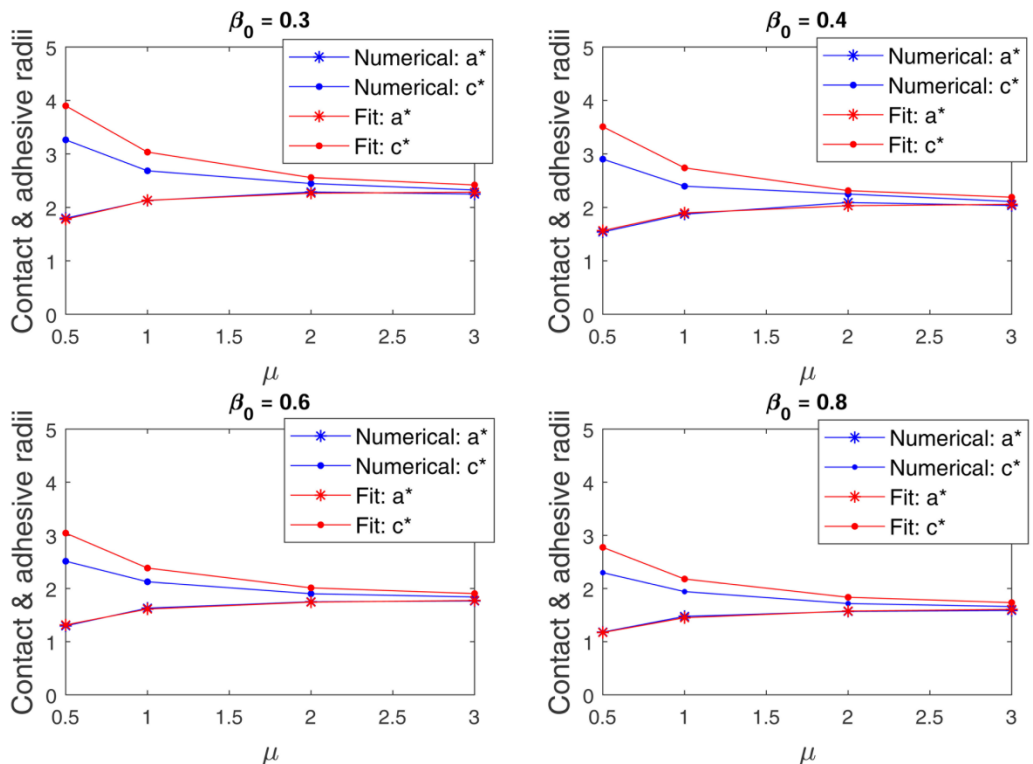 β0 = 0.3
Contact & adhesive radii
5
4
3
2
1
0
Numerical: a*
Numerical: c*
Fit: a*
Fit: c*
0.5 1 1.5 2 2.5 3
μ
β0 = 0.4
Contact & adhesive radii
5
4
3
2
1
0
Numerical: a*
Numerical: c*
Fit: a*
Fit: c*
0.5 1 1.5 2 2.5 3
μ
β0 = 0.6
Contact & adhesive radii
5
4
3
2
1
0
Numerical: a*
Numerical: c*
Fit: a*
Fit: c*
0.5 1 1.5 2 2.5 3
μ
β0 = 0.8
Contact & adhesive radii
5
4
3
2
1
0
Numerical: a*
Numerical: c*
Fit: a*
Fit: c*
0.5 1 1.5 2 2.5 3
μ